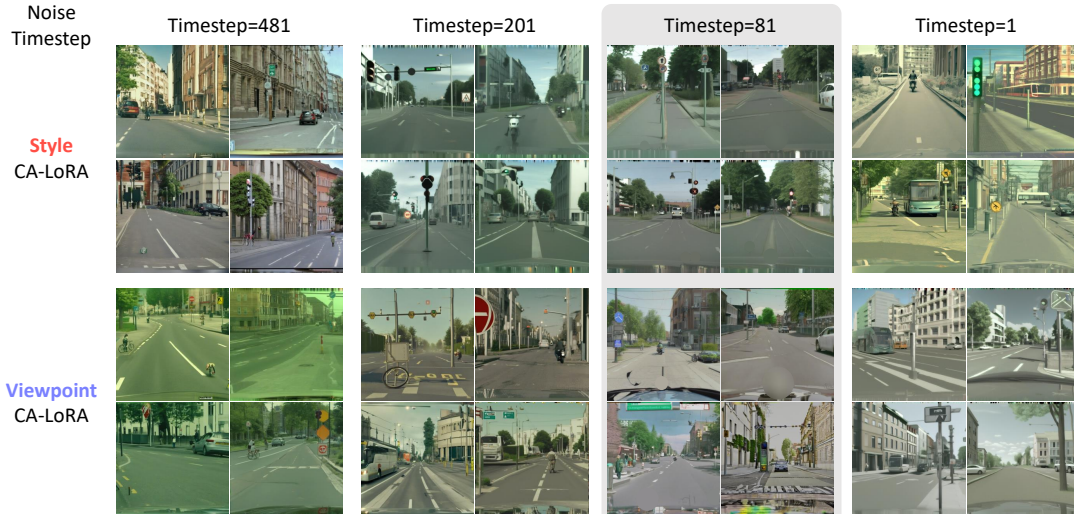 Noise
Timestep
Timestep=481
Timestep=201
Timestep=81
Timestep=1
Style
CA-LoRA
Viewpoint
CA-LoRA